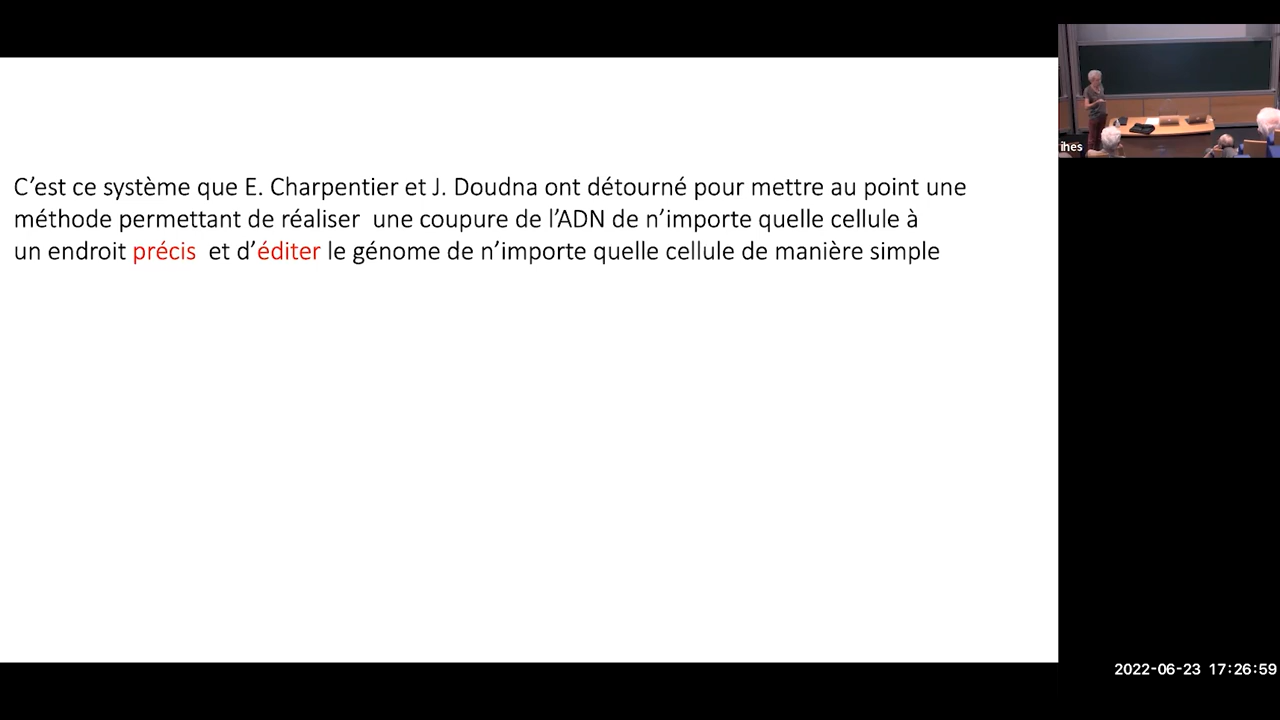 C’est ce système que E. Charpentier et J. Doudna ont détourné pour mettre au point une
méthode permettant de réaliser  une coupure de l’ADN de n’importe quelle cellule à
un endroit précis  et d’éditer le génome de n’importe quelle cellule de manière simple
ihes
2022-06-23 17:26:59